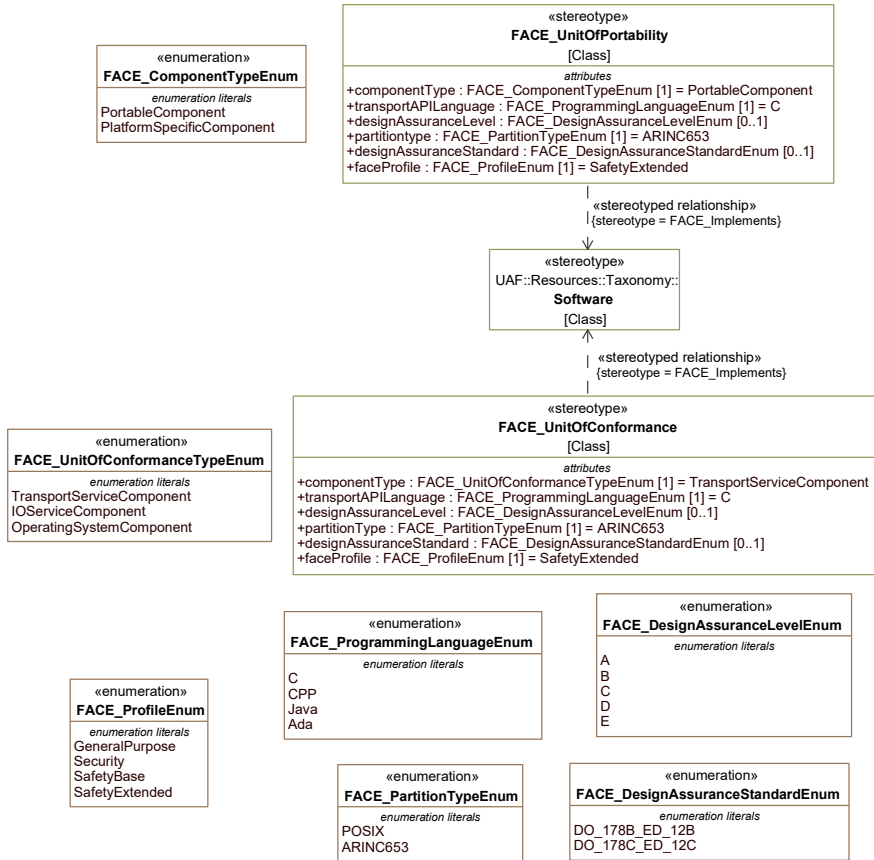 «enumeration»
FACE_ComponentTypeEnum
enumeration literals
PortableComponent
PlatformSpecificComponent
«stereotype»
FACE_UnitOfPortability
[Class]
attributes
+componentType : FACE_ComponentTypeEnum [1] = PortableComponent
+transportAPILanguage : FACE_ProgrammingLanguageEnum [1] = C
+designAssuranceLevel : FACE_DesignAssuranceLevelEnum [0..1]
+partitiontype : FACE_PartitionTypeEnum [1] = ARINC653
+designAssuranceStandard : FACE_DesignAssuranceStandardEnum [0..1]
+faceProfile : FACE_ProfileEnum [1] = SafetyExtended
«stereotyped relationship»
{stereotype = FACE_Implements}
«stereotype»
UAF::Resources::Taxonomy::
Software
[Class]
«stereotyped relationship»
{stereotype = FACE_Implements}
«stereotype»
FACE_UnitOfConformance
[Class]
attributes
+componentType : FACE_UnitOfConformanceTypeEnum [1] = TransportServiceComponent
+transportAPILanguage : FACE_ProgrammingLanguageEnum [1] = C
+designAssuranceLevel : FACE_DesignAssuranceLevelEnum [0..1]
+partitionType : FACE_PartitionTypeEnum [1] = ARINC653
+designAssuranceStandard : FACE_DesignAssuranceStandardEnum [0..1]
+faceProfile : FACE_ProfileEnum [1] = SafetyExtended
«enumeration»
FACE_UnitOfConformanceTypeEnum
enumeration literals
TransportServiceComponent
IOServiceComponent
OperatingSystemComponent
«enumeration»
FACE_ProgrammingLanguageEnum
enumeration literals
C
CPP
Java
Ada
«enumeration»
FACE_DesignAssuranceLevelEnum
enumeration literals
A
B
C
D
E
«enumeration»
FACE_ProfileEnum
enumeration literals
GeneralPurpose
Security
SafetyBase
SafetyExtended
«enumeration»
FACE_PartitionTypeEnum
enumeration literals
POSIX
ARINC653
«enumeration»
FACE_DesignAssuranceStandardEnum
enumeration literals
DO_178B_ED_12B
DO_178C_ED_12C